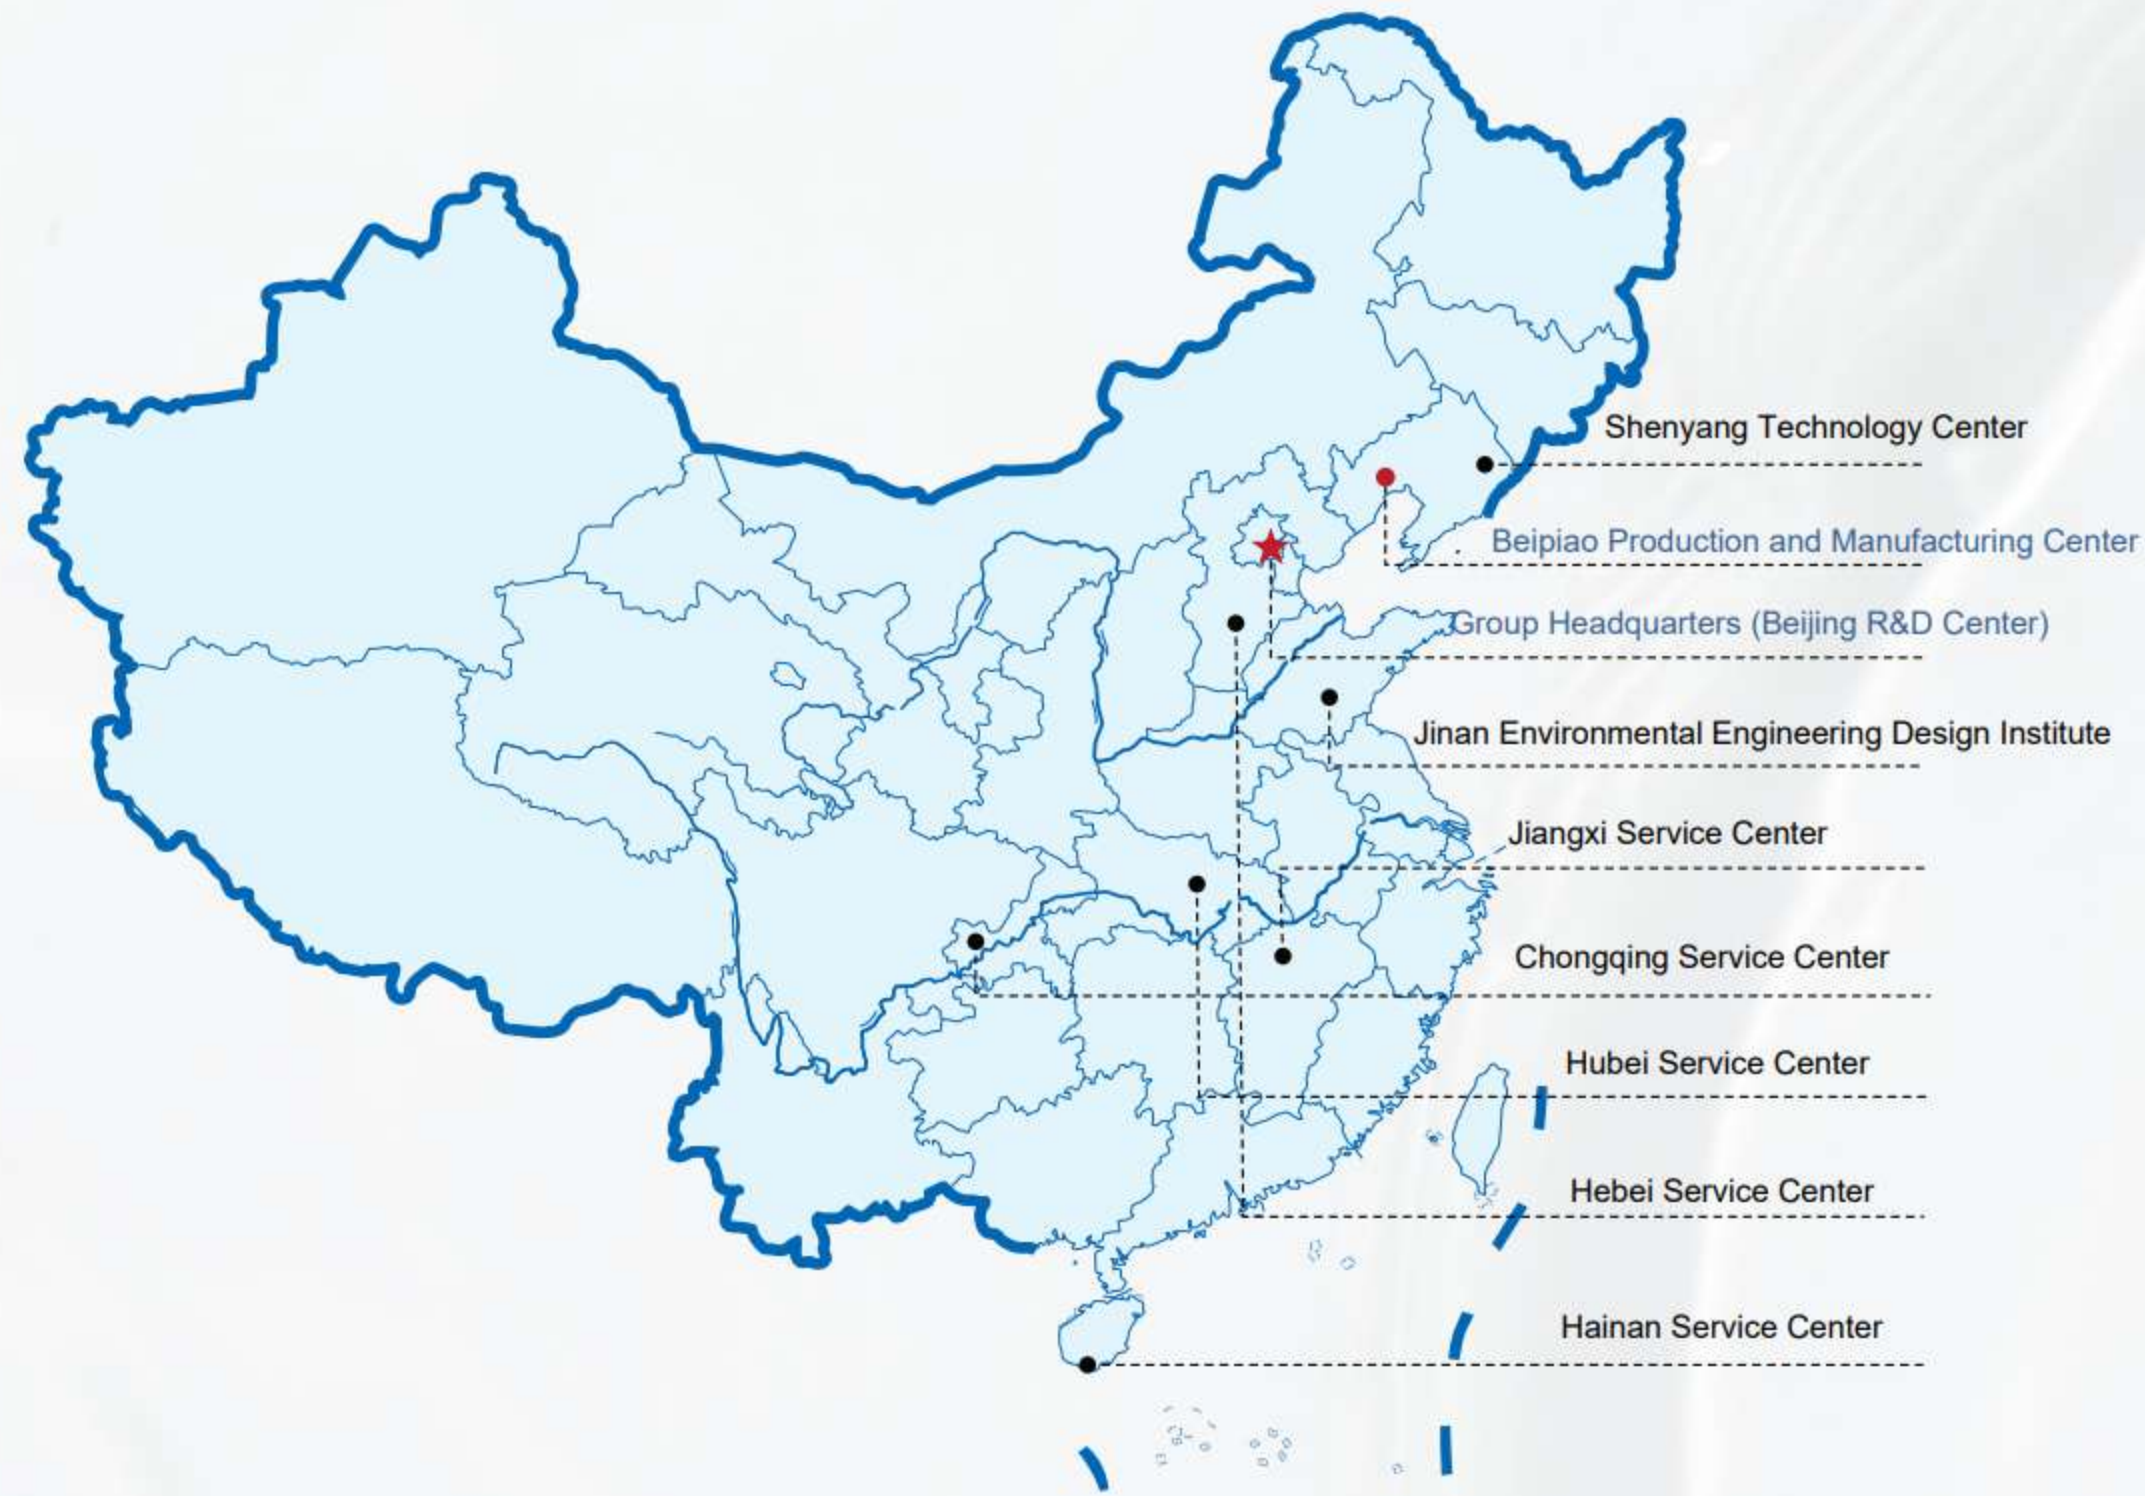 Shenyang Technology Center
Beipiao Production and Manufacturing Center
Group Headquarters (Beijing R&D Center)
Jinan Environmental Engineering Design Institute
Jiangxi Service Center
Chongqing Service Center
Hubei Service Center
Hebei Service Center
Hainan Service Center